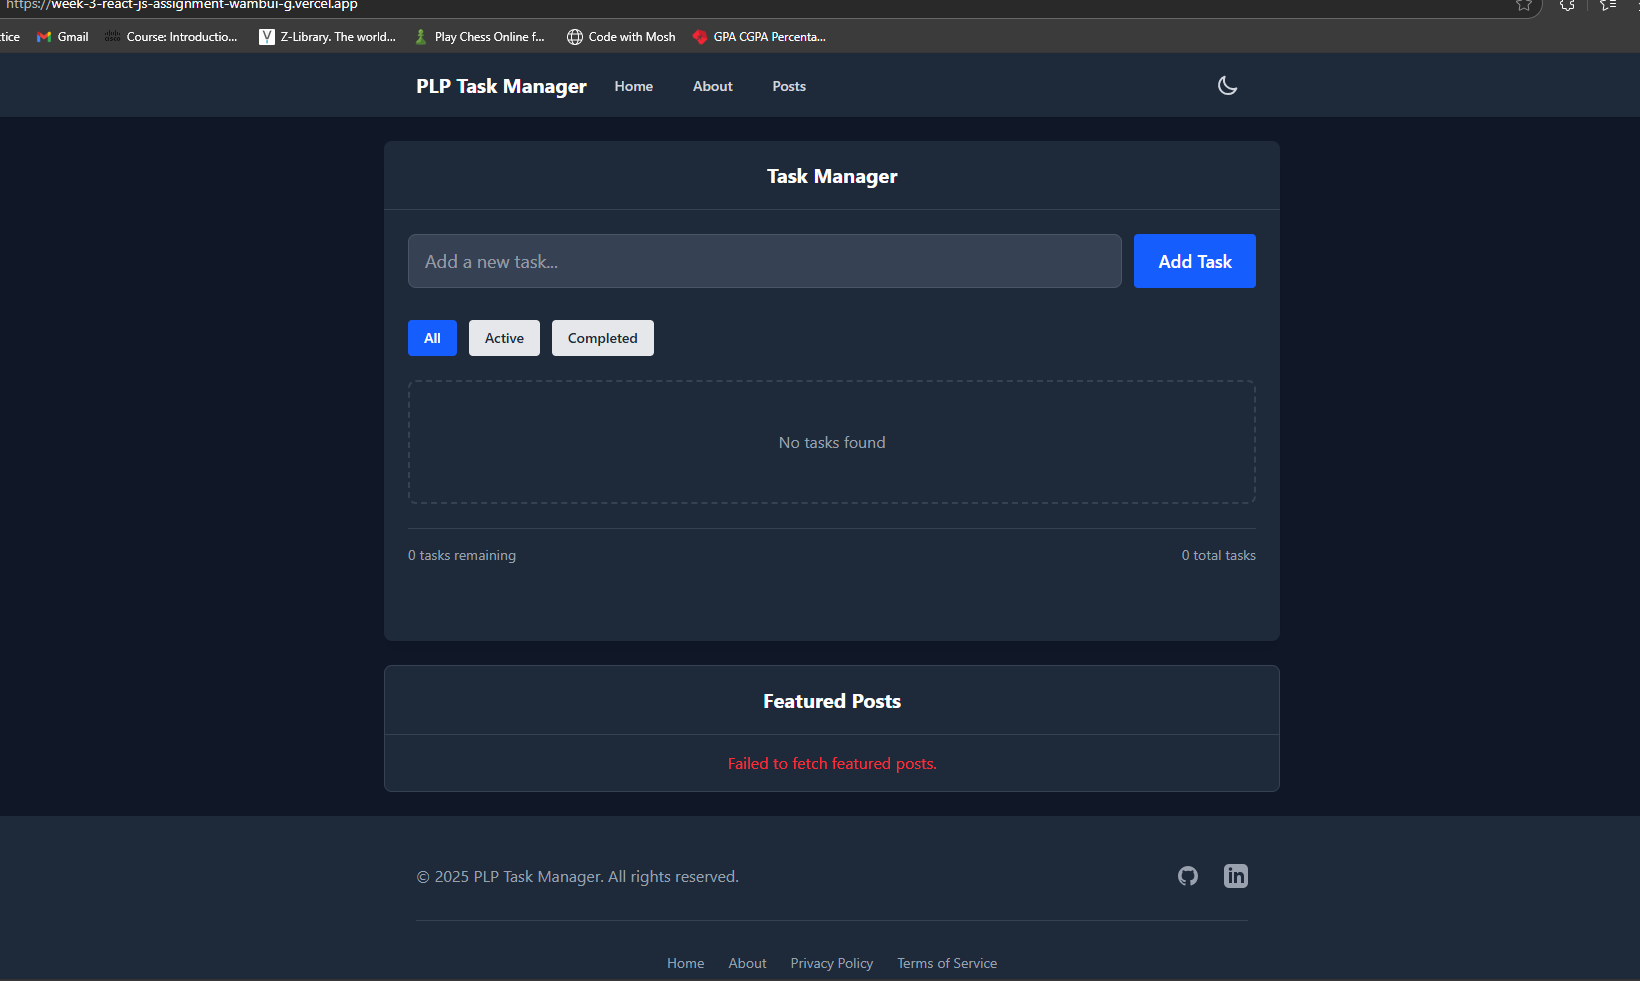 https://week-3-react-js-assignment-wambui-g.vercel.app
tice Gmail Course: Introductio... Z-Library. The world... Play Chess Online f... Code with Mosh GPA CGPA Percenta...
PLP Task Manager Home About Posts
Task Manager
Add a new task... Add Task
All Active Completed
No tasks found
0 tasks remaining 0 total tasks
Featured Posts
Failed to fetch featured posts.
© 2025 PLP Task Manager. All rights reserved. in
Home About Privacy Policy Terms of Service